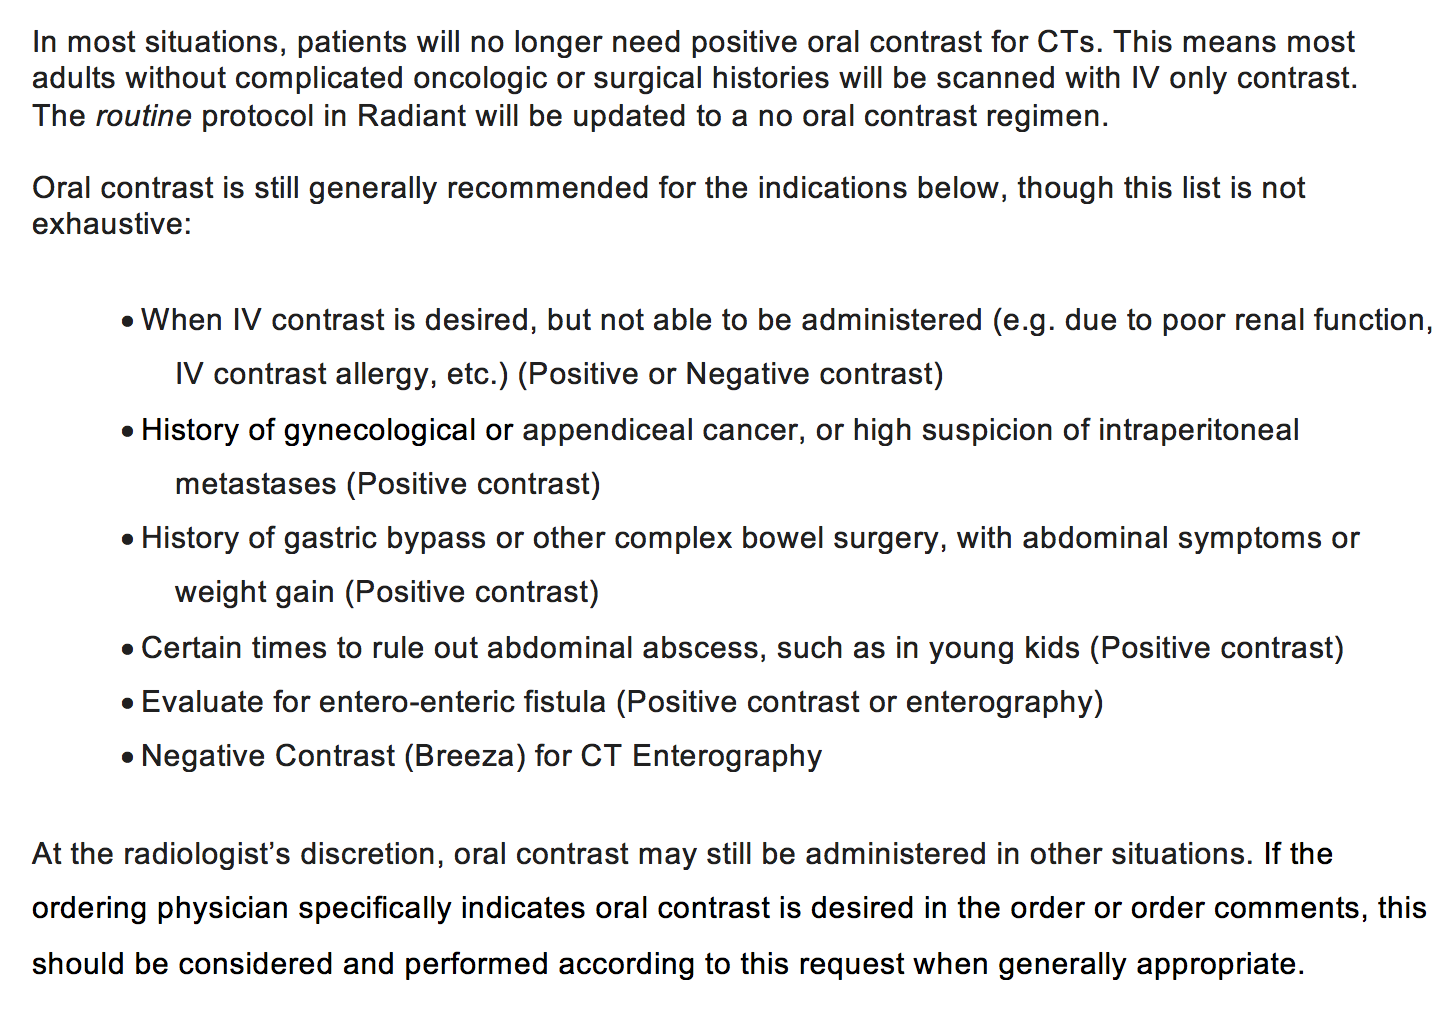 In most situations, patients will no longer need positive oral contrast for CTs. This means most
adults without complicated oncologic or surgical histories will be scanned with IV only contrast.
The routine protocol in Radiant will be updated to a no oral contrast regimen.
Oral contrast is still generally recommended for the indications below, though this list is not
exhaustive:
• When IV contrast is desired, but not able to be administered (e.g. due to poor renal function,
IV contrast allergy, etc.) (Positive or Negative contrast)
• History of gynecological or appendiceal cancer, or high suspicion of intraperitoneal
metastases (Positive contrast)
• History of gastric bypass or other complex bowel surgery, with abdominal symptoms or
weight gain (Positive contrast)
• Certain times to rule out abdominal abscess, such as in young kids (Positive contrast)
• Evaluate for entero-enteric fistula (Positive contrast or enterography)
• Negative Contrast (Breeza) for CT Enterography
At the radiologist’s discretion, oral contrast may still be administered in other situations. If the
ordering physician specifically indicates oral contrast is desired in the order or order comments, this
should be considered and performed according to this request when generally appropriate.